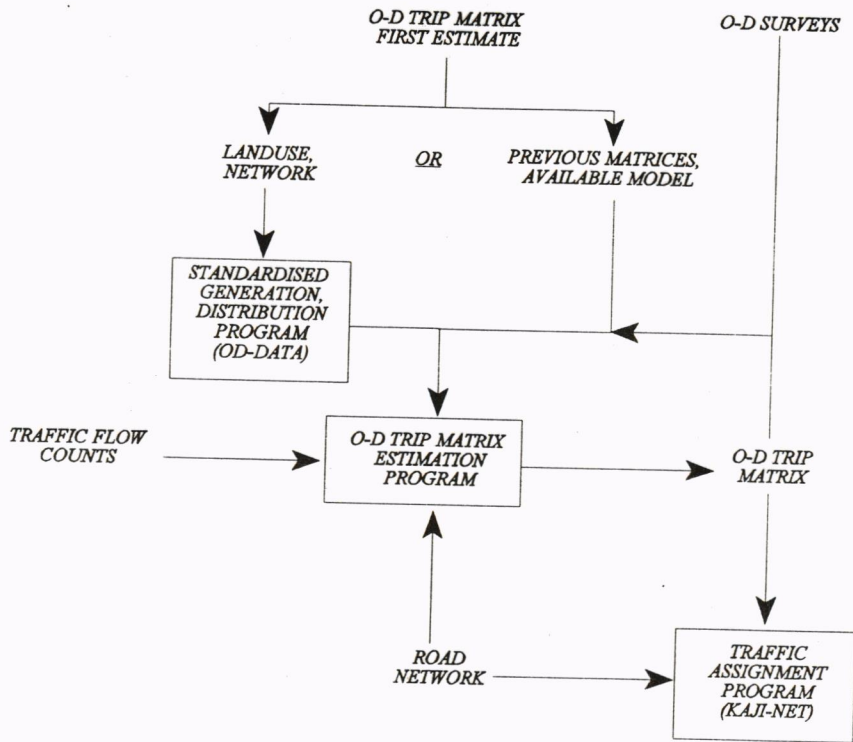 O-D TRIP MATRIX
FIRST ESTIMATE
O-D SURVEYS
LANDUSE,
NETWORK
OR
PREVIOUS MATRICES,
AVAILABLE MODEL
STANDARDISED
GENERATION,
DISTRIBUTION
PROGRAM
(OD-DATA)
TRAFFIC FLOW
COUNTS
O-D TRIP MATRIX
ESTIMATION
PROGRAM
O-D TRIP
MATRIX
ROAD
NETWORK
TRAFFIC
ASSIGNMENT
PROGRAM
(KAJI-NET)